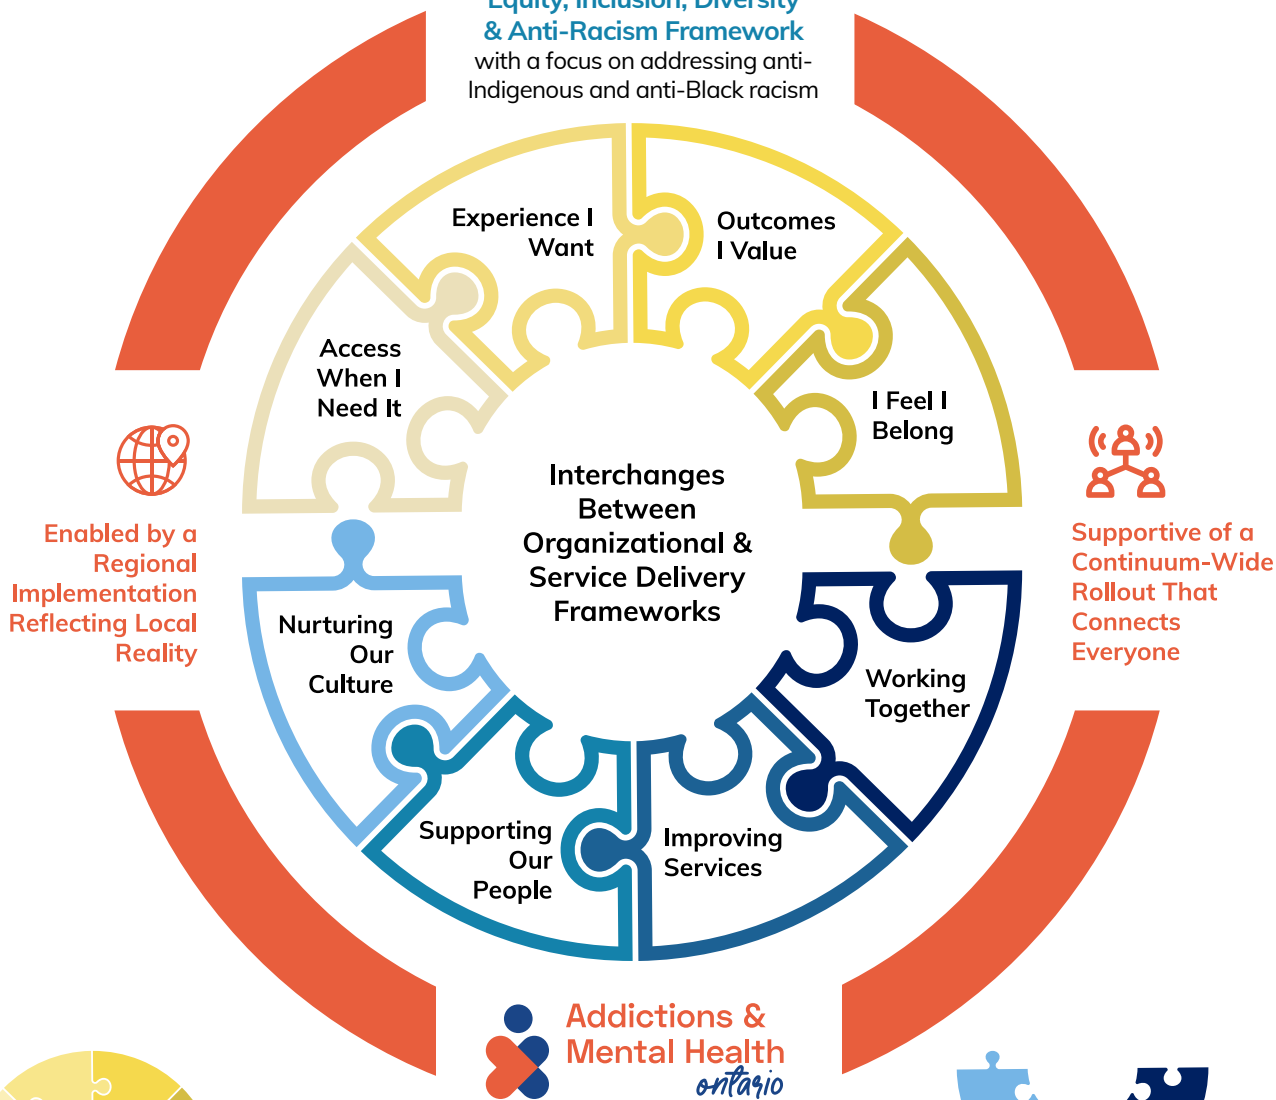 Equity, Inclusion, Diversity
& Anti-Racism Framework
with a focus on addressing anti-
Indigenous and anti-Black racism
Experience I
Want
Outcomes
I Value
Access
When I
Need It
I Feel I
Belong
Interchanges
Between
Organizational &
Service Delivery
Frameworks
Enabled by a
Regional
Implementation
Reflecting Local
Reality
Supportive of a
Continuum-Wide
Rollout That
Connects
Everyone
Nurturing
Our
Culture
Working
Together
Supporting
Our
People
Improving
Services
Addictions &
Mental Health
ontario